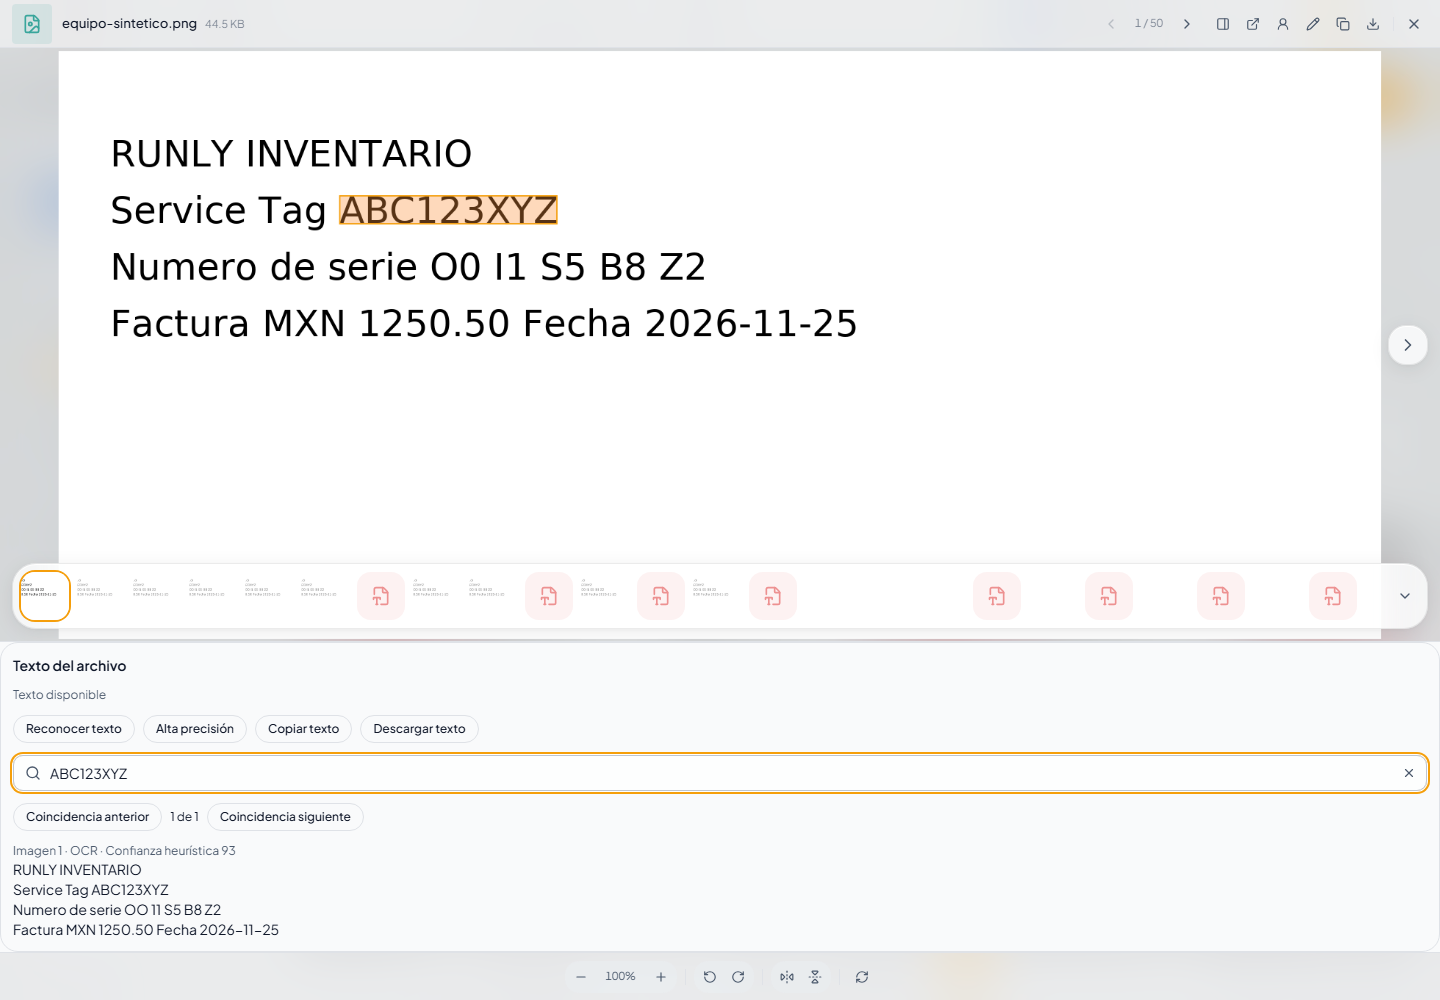 equipo-sintetico.png 44.5 KB
1 / 50
RUNLY INVENTARIO
Service Tag ABC123XYZ
Numero de serie O0 I1 S5 B8 Z2
Factura MXN 1250.50 Fecha 2026-11-25
Texto del archivo
Texto disponible
Reconocer texto Alta precisión Copiar texto Descargar texto
ABC123XYZ
Coincidencia anterior 1 de 1 Coincidencia siguiente
Imagen 1 · OCR · Confianza heurística 93
RUNLY INVENTARIO
Service Tag ABC123XYZ
Numero de serie OO 11 S5 B8 Z2
Factura MXN 1250.50 Fecha 2026-11-25
100%